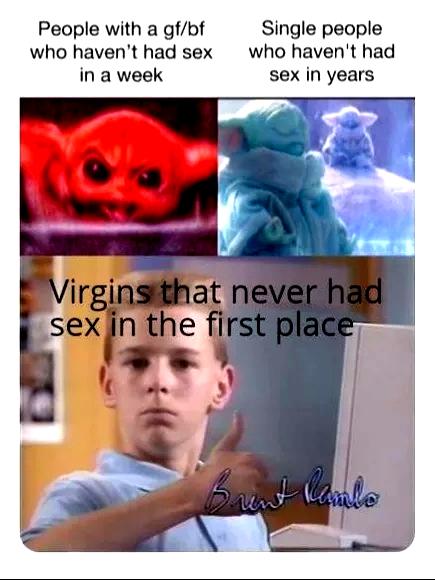 People with a gf/bf
who haven’t had sex
in a week
Single people
who haven't had
sex in years
Virgins that never had
sex in the first place
Brent Rambo